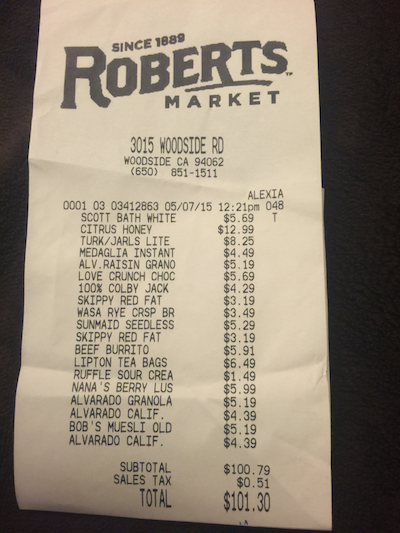 SINCE 1889
ROBERTS
MARKET
3015 WOODSIDE RD
WOODSIDE CA 94062
(650) 851-1511
ALEXIA
0001 03 03412863 05/07/15 12:21pm 048
SCOTT BATH WHITE $5.69 T
CITRUS HONEY $12.99
TURK/JARLS LITE $8.25
MEDAGLIA INSTANT $4.49
ALV.RAISIN GRANO $5.19
LOVE CRUNCH CHOC $5.69
100% COLBY JACK $4.29
SKIPPY RED FAT $3.19
WASA RYE CRSP BR $3.49
SUNMAID SEEDLESS $5.29
SKIPPY RED FAT $3.19
BEEF BURRITO $5.91
LIPTON TEA BAGS $6.49
RUFFLE SOUR CREA $1.49
NANA'S BERRY LUS $5.99
ALVARADO GRANOLA $5.19
ALVARADO CALIF. $4.39
BOB'S MUESLI OLD $5.19
ALVARADO CALIF. $4.39
SUBTOTAL $100.79
SALES TAX $0.51
TOTAL $101.30